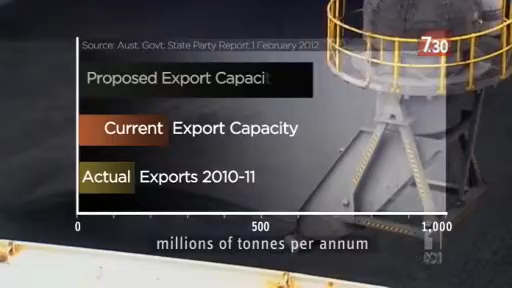 Source: Aust. Govt. State Party Report 1 February 2012
7.30
Proposed Export Capacit
Current Export Capacity
Actual Exports 2010-11
0 500 1,000
millions of tonnes per annum